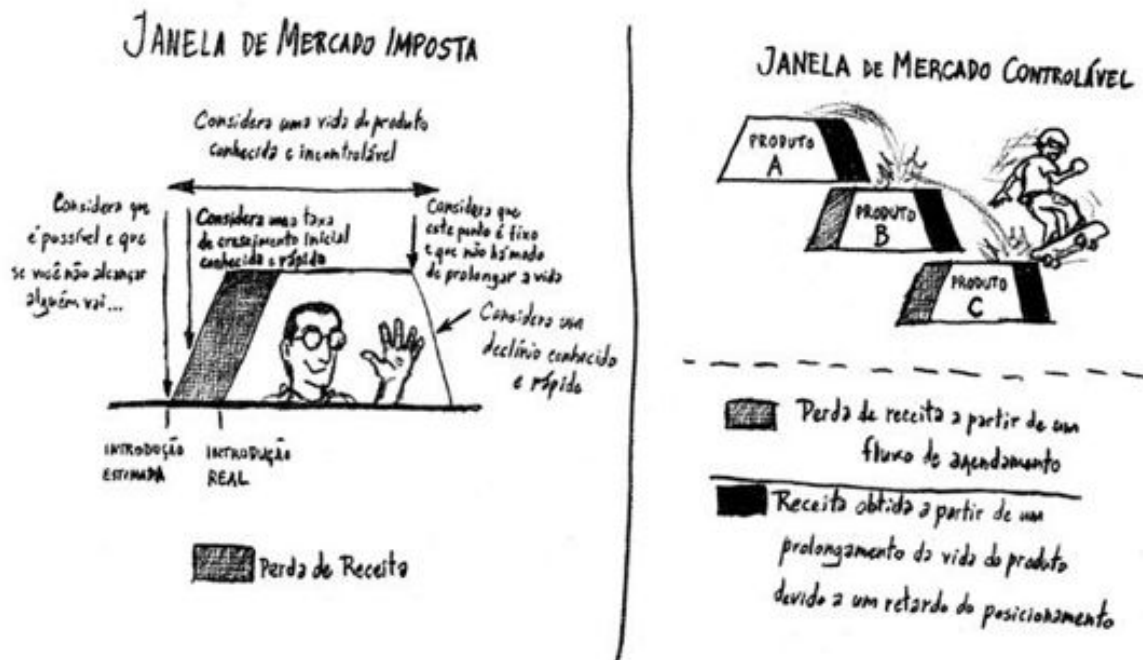 JANELA DE MERCADO IMPOSTA
Considera uma vida do produto
conhecida e incontrolável
Considera que
é possível e que
se você não alcançar
alguém vai...
Considera uma taxa
de crescimento inicial
conhecida e rápida
Considera que
este ponto é fixo
e que não há modo
de prolongar a vida
Considera um
declínio conhecido
e rápido
INTRODUÇÃO
ESTIMADA
INTRODUÇÃO
REAL
Perda de Receita
JANELA DE MERCADO CONTROLÁVEL
PRODUTO
A
PRODUTO
B
PRODUTO
C
Perda de receita a partir de um
fluxo de agendamento
Receita obtida a partir de um
prolongamento da vida do produto
devido a um retardo do posicionamento